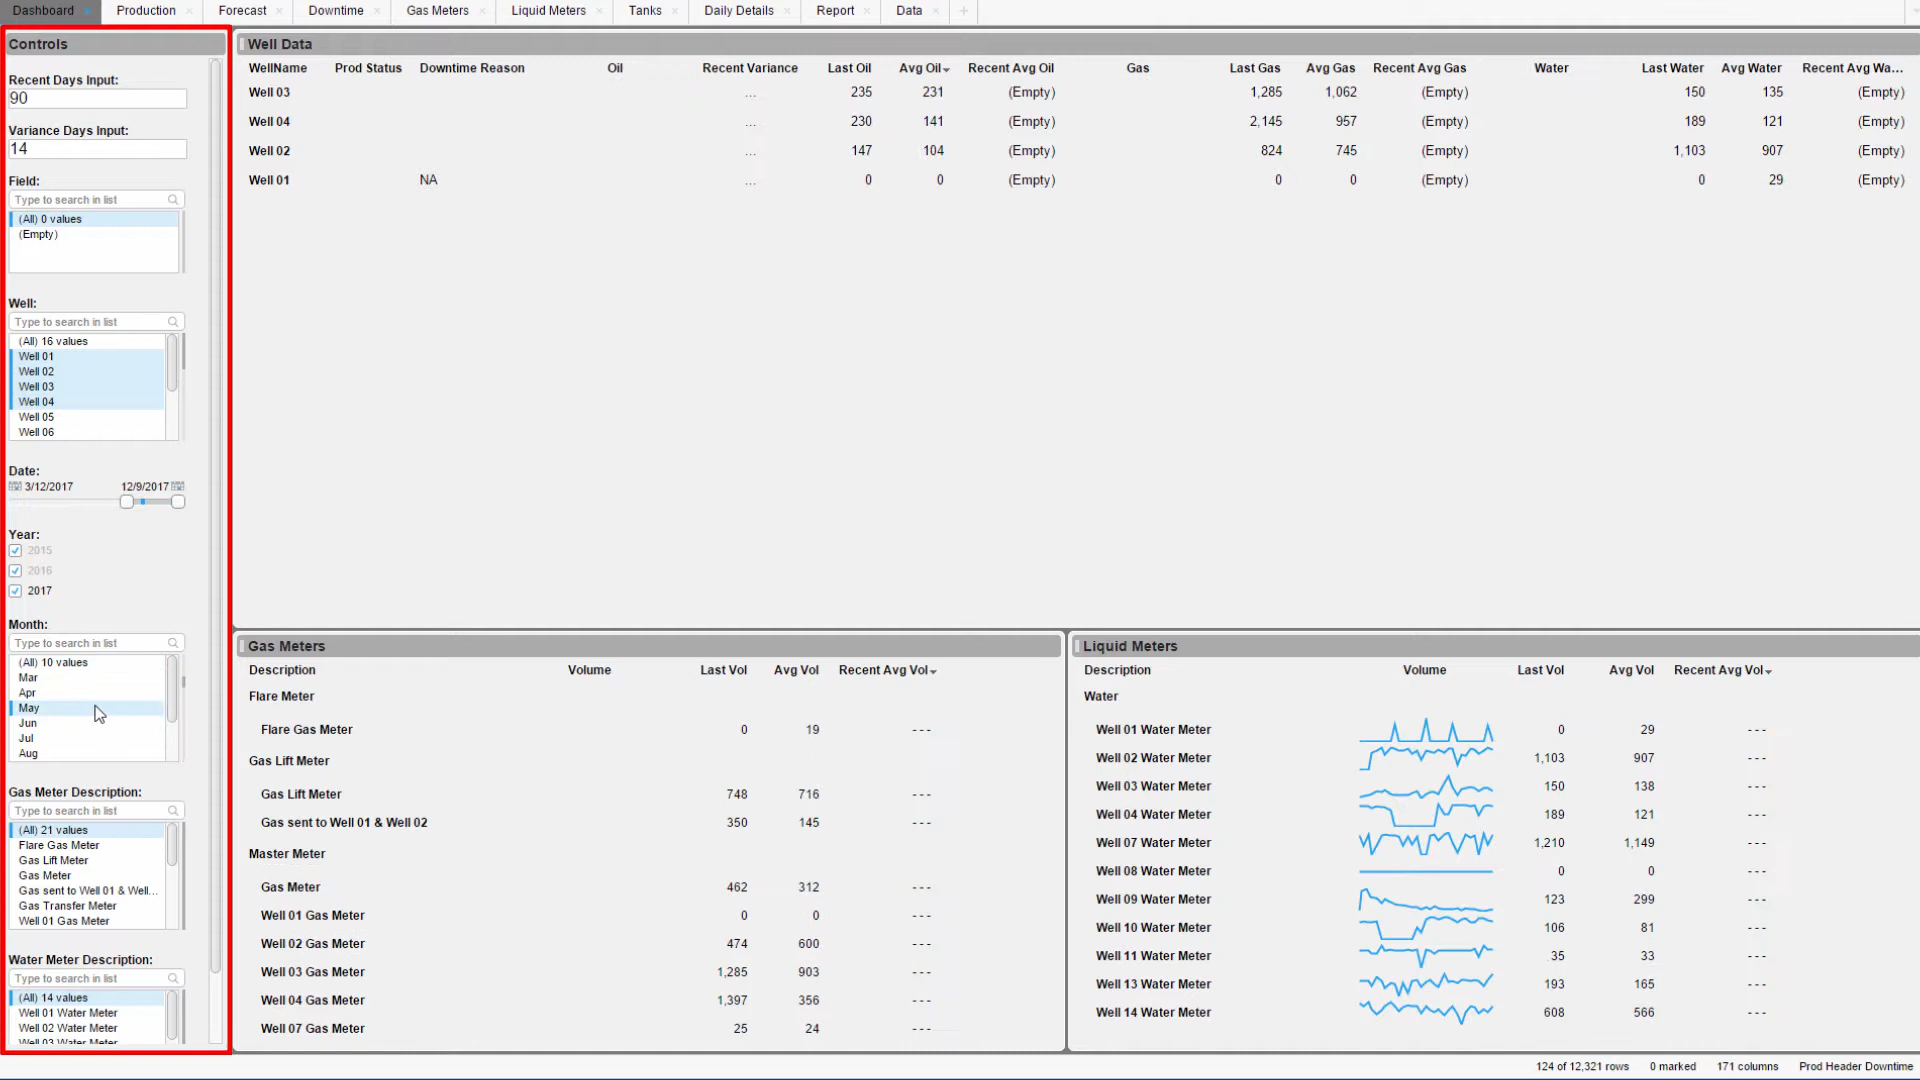 Dashboard Production Forecast Downtime Gas Meters Liquid Meters Tanks Daily Details Report Data
Controls
Recent Days Input:
90
Variance Days Input:
14
Field:
Type to search in list
(All) 0 values
(Empty)
Well:
Type to search in list
(All) 16 values
Well 01
Well 02
Well 03
Well 04
Well 05
Well 06
Date:
3/12/2017 12/9/2017
Year:
2015
2016
2017
Month:
Type to search in list
(All) 10 values
Mar
Apr
May
Jun
Jul
Aug
Gas Meter Description:
Type to search in list
(All) 21 values
Flare Gas Meter
Gas Lift Meter
Gas Meter
Gas sent to Well 01 & Well...
Gas Transfer Meter
Well 01 Gas Meter
Water Meter Description:
Type to search in list
(All) 14 values
Well 01 Water Meter
Well 02 Water Meter
Well 03 Water Meter
Well Data
WellName Prod Status Downtime Reason Oil Recent Variance Last Oil Avg Oil Recent Avg Oil Gas Last Gas Avg Gas Recent Avg Gas Water Last Water Avg Water Recent Avg Wa...
Well 03 ... 235 231 (Empty) 1,285 1,062 (Empty) 150 135 (Empty)
Well 04 ... 230 141 (Empty) 2,145 957 (Empty) 189 121 (Empty)
Well 02 ... 147 104 (Empty) 824 745 (Empty) 1,103 907 (Empty)
Well 01 NA ... 0 0 (Empty) 0 0 (Empty) 0 29 (Empty)
Gas Meters
Description Volume Last Vol Avg Vol Recent Avg Vol
Flare Meter
Flare Gas Meter 0 19 ---
Gas Lift Meter
Gas Lift Meter 748 716 ---
Gas sent to Well 01 & Well 02 350 145 ---
Master Meter
Gas Meter 462 312 ---
Well 01 Gas Meter 0 0 ---
Well 02 Gas Meter 474 600 ---
Well 03 Gas Meter 1,285 903 ---
Well 04 Gas Meter 1,397 356 ---
Well 07 Gas Meter 25 24 ---
Liquid Meters
Description Volume Last Vol Avg Vol Recent Avg Vol
Water
Well 01 Water Meter 0 29 ---
Well 02 Water Meter 1,103 907 ---
Well 03 Water Meter 150 138 ---
Well 04 Water Meter 189 121 ---
Well 07 Water Meter 1,210 1,149 ---
Well 08 Water Meter 0 0 ---
Well 09 Water Meter 123 299 ---
Well 10 Water Meter 106 81 ---
Well 11 Water Meter 35 33 ---
Well 13 Water Meter 193 165 ---
Well 14 Water Meter 608 566 ---
124 of 12,321 rows 0 marked 171 columns Prod Header Downtime